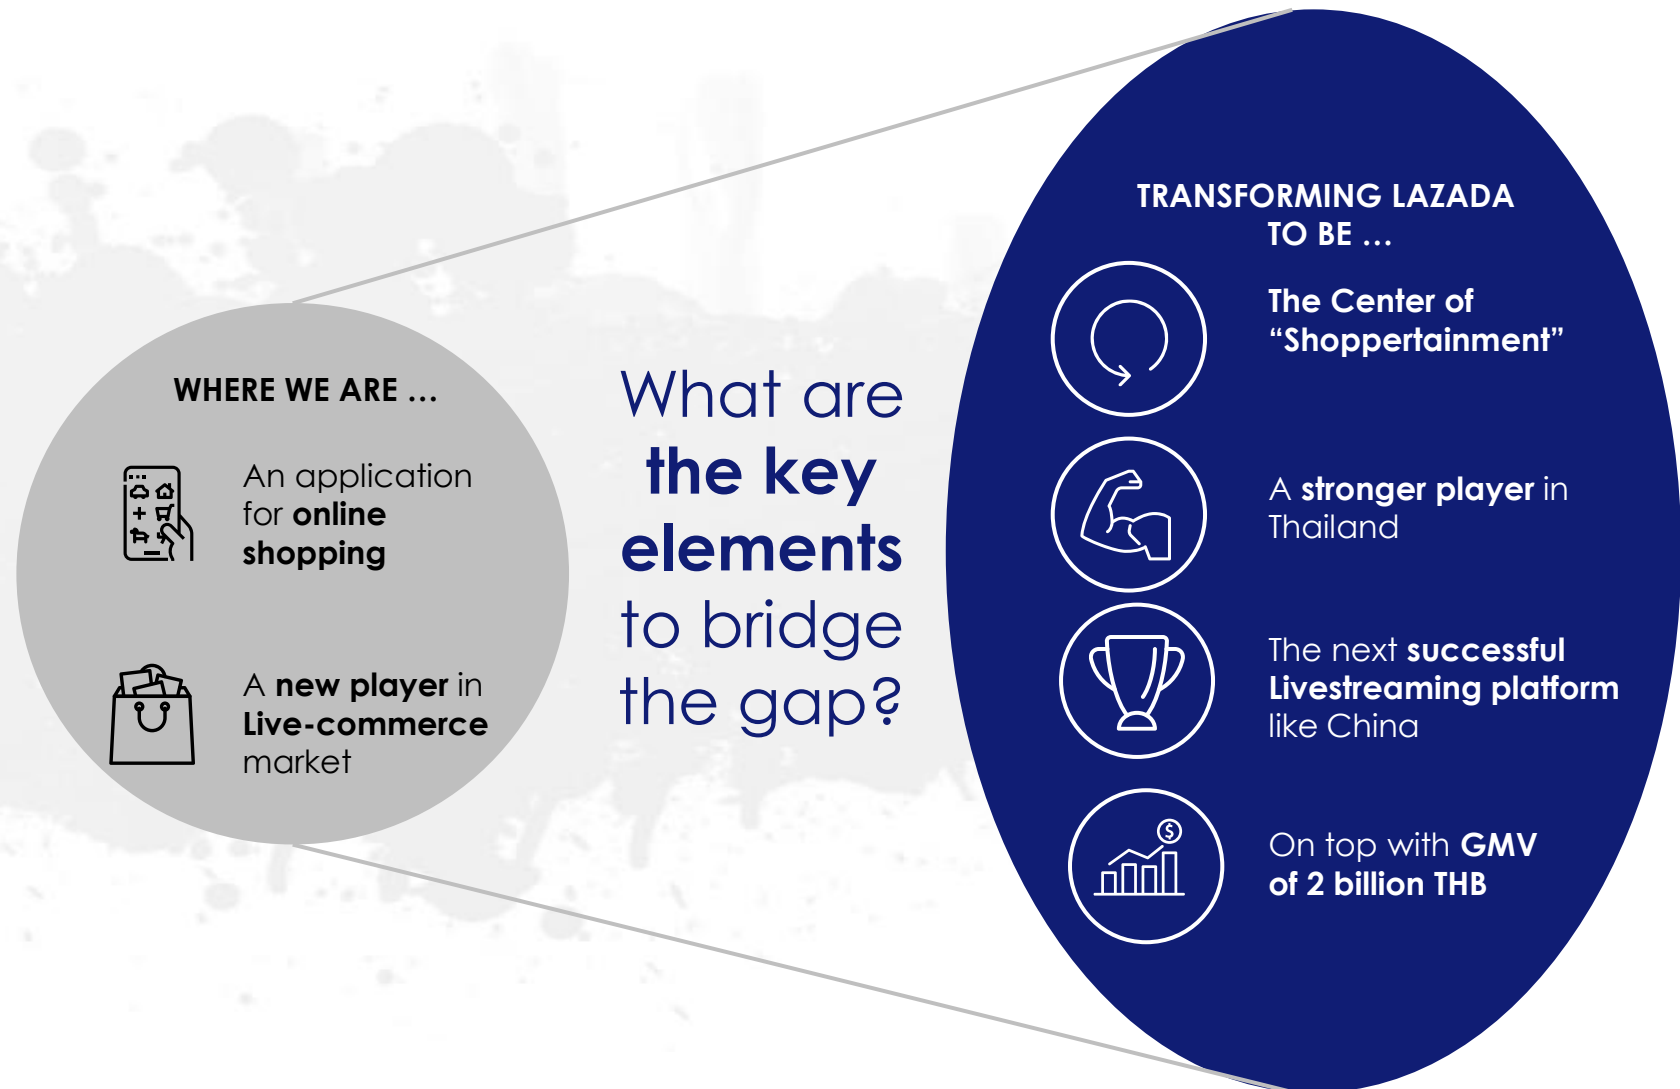 WHERE WE ARE …
An application
for online
shopping
A new player in
Live-commerce
market
What are
the key
elements
to bridge
the gap?
TRANSFORMING LAZADA
TO BE …
The Center of
“Shoppertainment”
A stronger player in
Thailand
The next successful
Livestreaming platform
like China
$
On top with GMV
of 2 billion THB